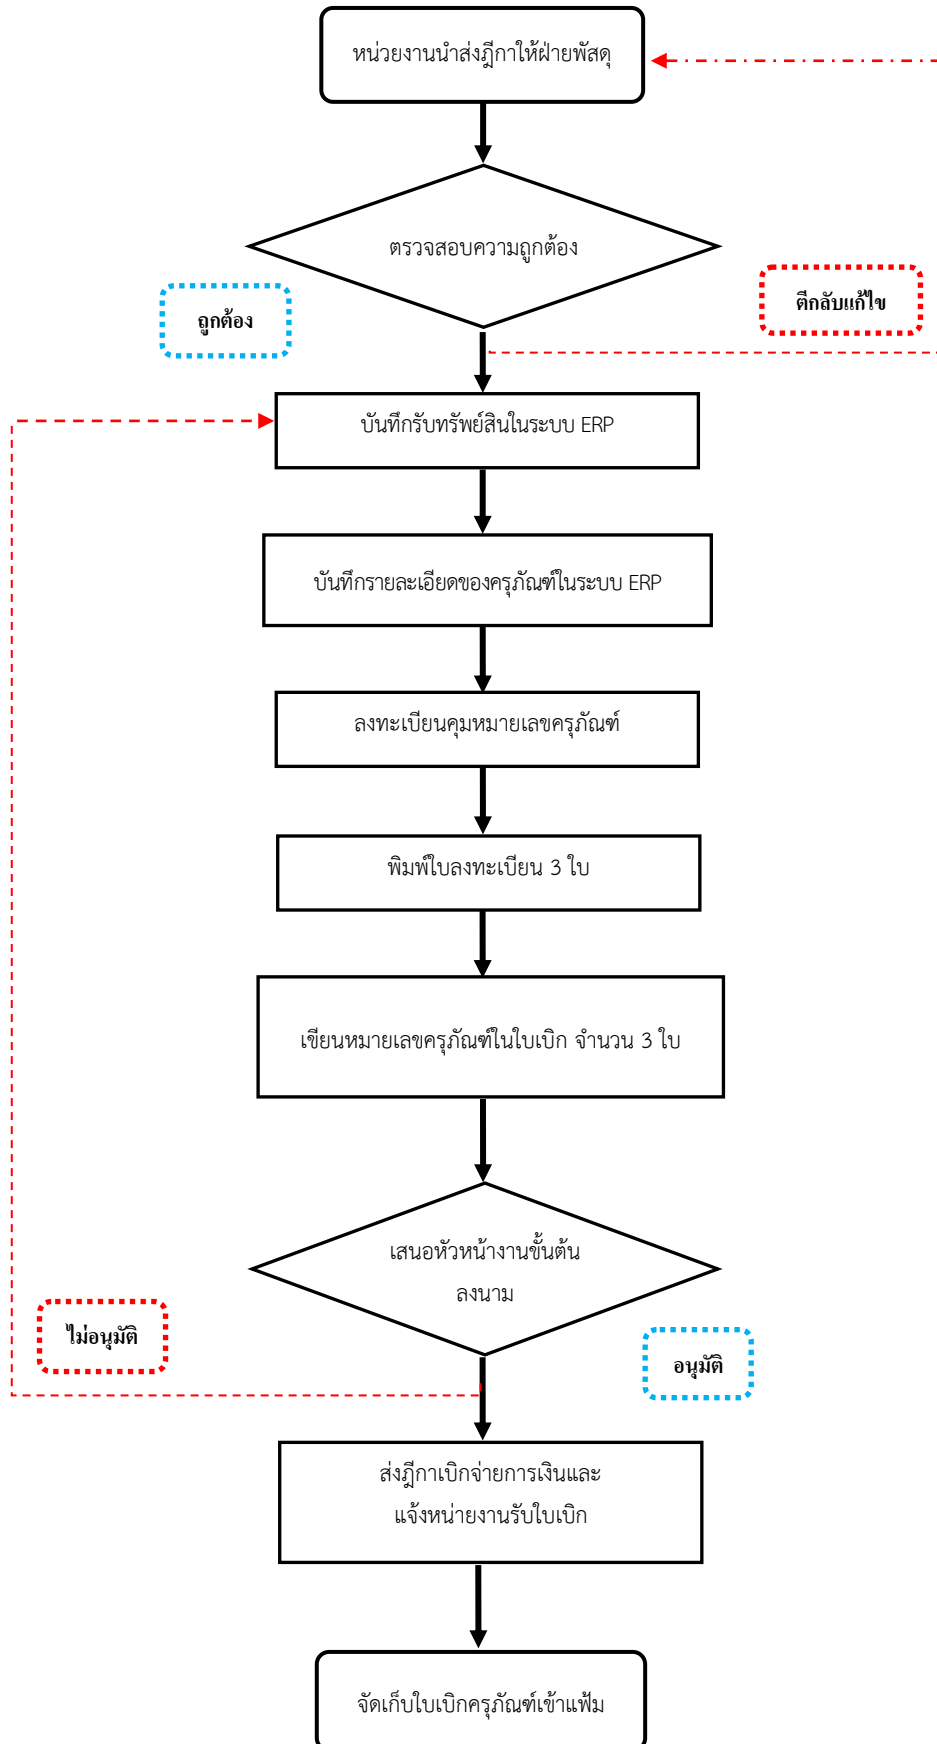 หน่วยงานนำส่งฎีกาให้ฝ่ายพัสดุ
ตรวจสอบความถูกต้อง
ถูกต้อง
ตีกลับแก้ไข
บันทึกรับทรัพย์สินในระบบ ERP
บันทึกรายละเอียดของครุภัณฑ์ในระบบ ERP
ลงทะเบียนคุมหมายเลขครุภัณฑ์
พิมพ์ใบลงทะเบียน 3 ใบ
เขียนหมายเลขครุภัณฑ์ในใบเบิก จำนวน 3 ใบ
เสนอหัวหน้างานขั้นต้น
ลงนาม
ไม่อนุมัติ
อนุมัติ
ส่งฎีกาเบิกจ่ายการเงินและ
แจ้งหน่ายงานรับใบเบิก
จัดเก็บใบเบิกครุภัณฑ์เข้าแฟ้ม